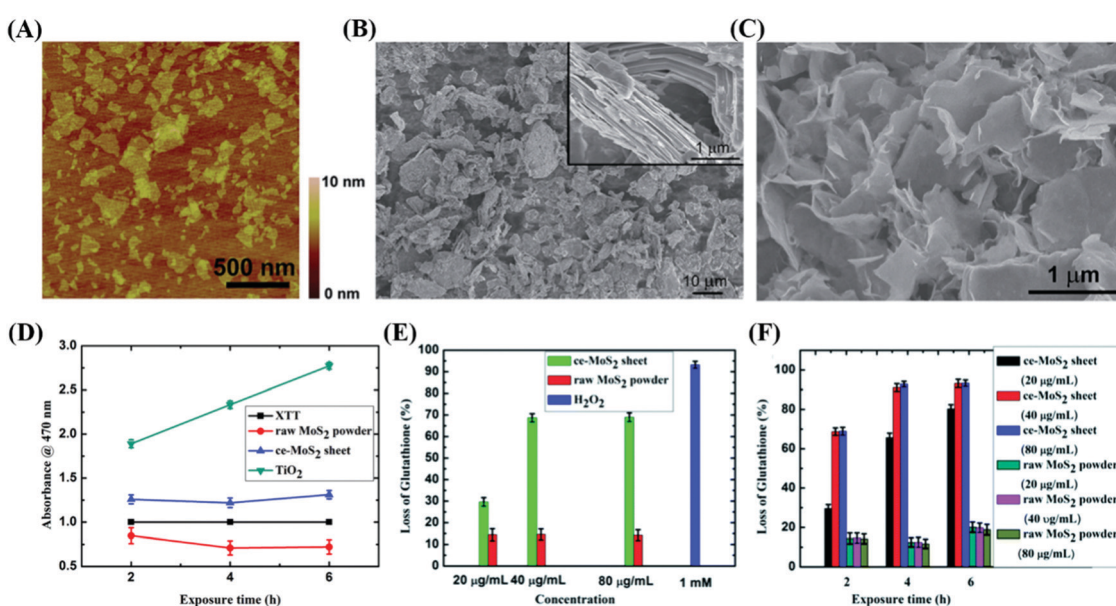 (A)
(B)
(C)
10 nm
0 nm
500 nm
1 μm
10 μm
1 μm
(D)
Absorbance @ 470 nm
3.0
2.5
2.0
1.5
1.0
0.5
XTT
raw MoS₂ powder
ce-MoS₂ sheet
TiO₂
2
4
6
Exposure time (h)
(E)
Loss of Glutathione (%)
100
90
80
70
60
50
40
30
20
10
0
ce-MoS₂ sheet
raw MoS₂ powder
H₂O₂
20 μg/mL
40 μg/mL
80 μg/mL
1 mM
Concentration
(F)
Loss of Glutathione (%)
100
80
60
40
20
0
2
4
6
Exposure time (h)
ce-MoS₂ sheet
(20 μg/mL)
ce-MoS₂ sheet
(40 μg/mL)
ce-MoS₂ sheet
(80 μg/mL)
raw MoS₂ powder
(20 μg/mL)
raw MoS₂ powder
(40 υg/mL)
raw MoS₂ powder
(80 μg/mL)